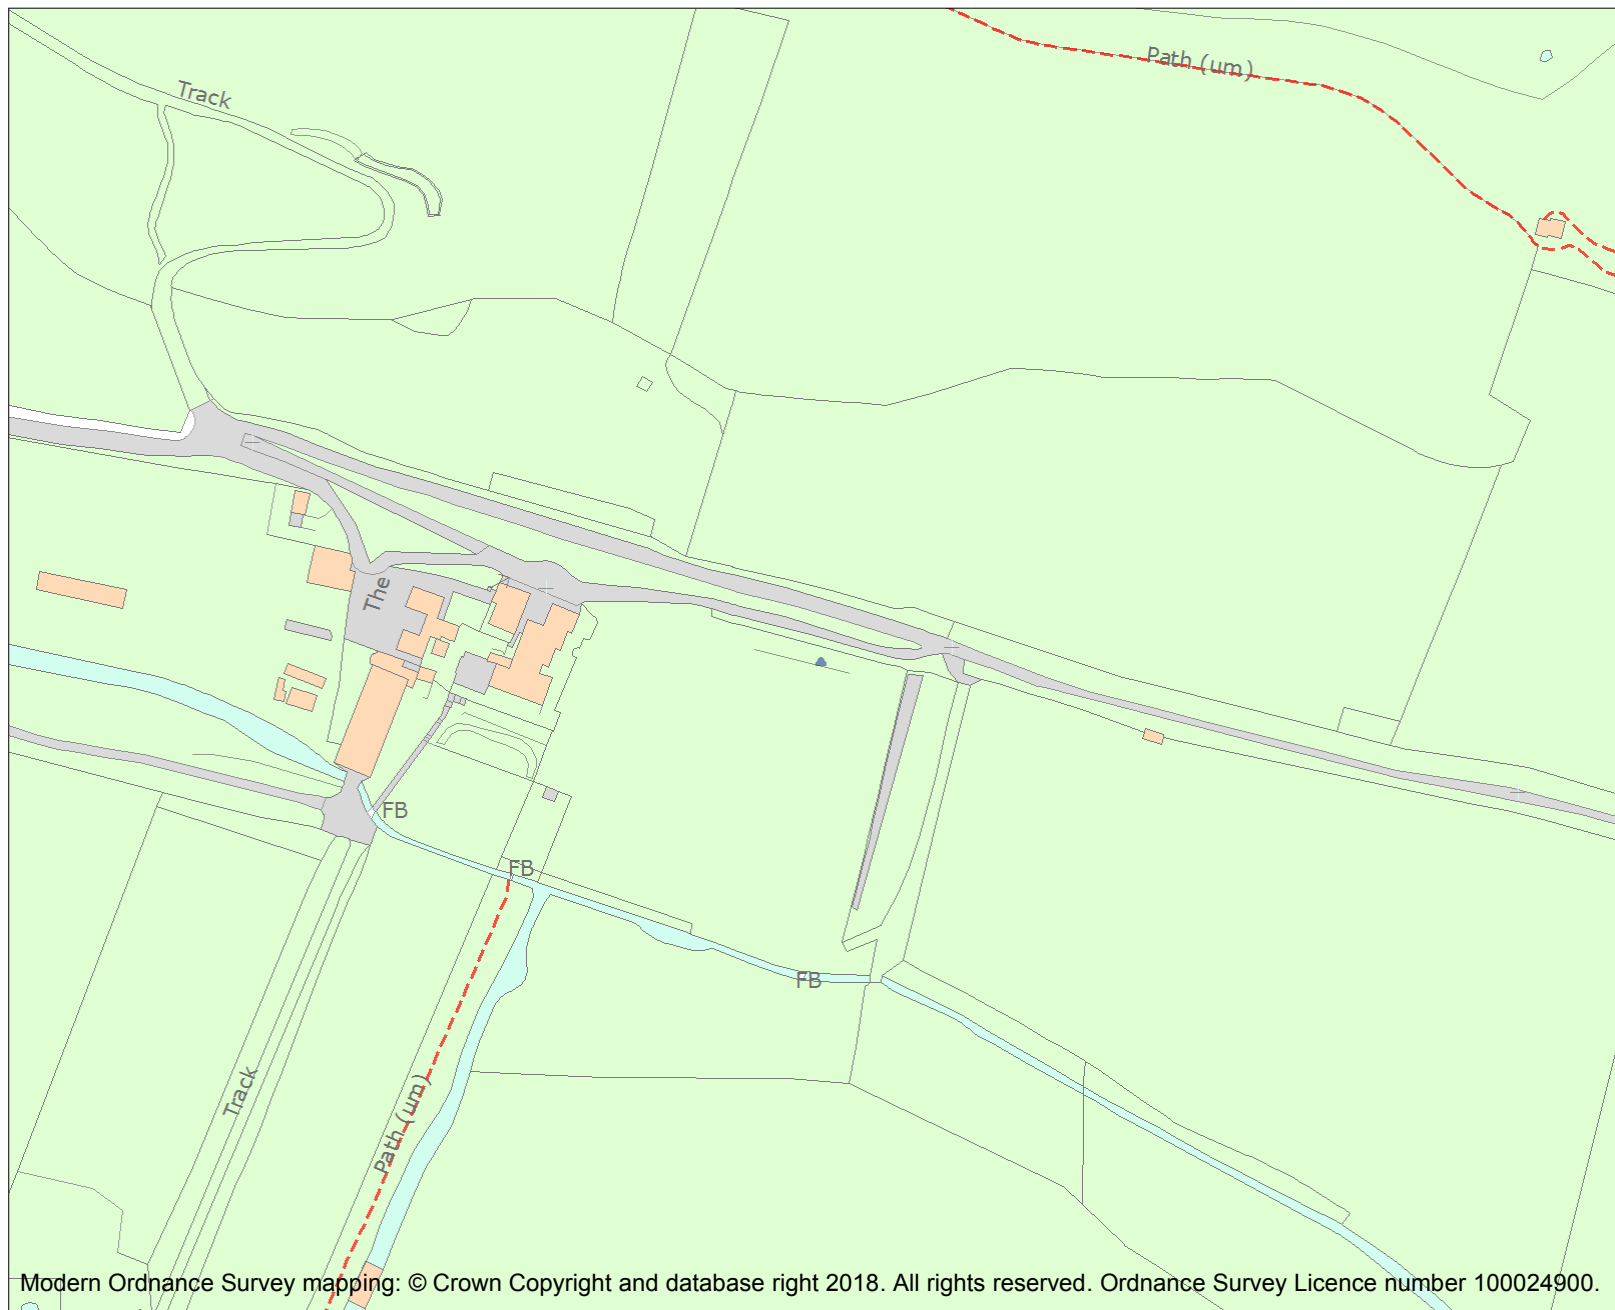 Path (um)
Track
The
FB
FB
FB
Track
Path (um)
Modern Ordnance Survey mapping: © Crown Copyright and database right 2018. All rights reserved. Ordnance Survey Licence number 100024900.